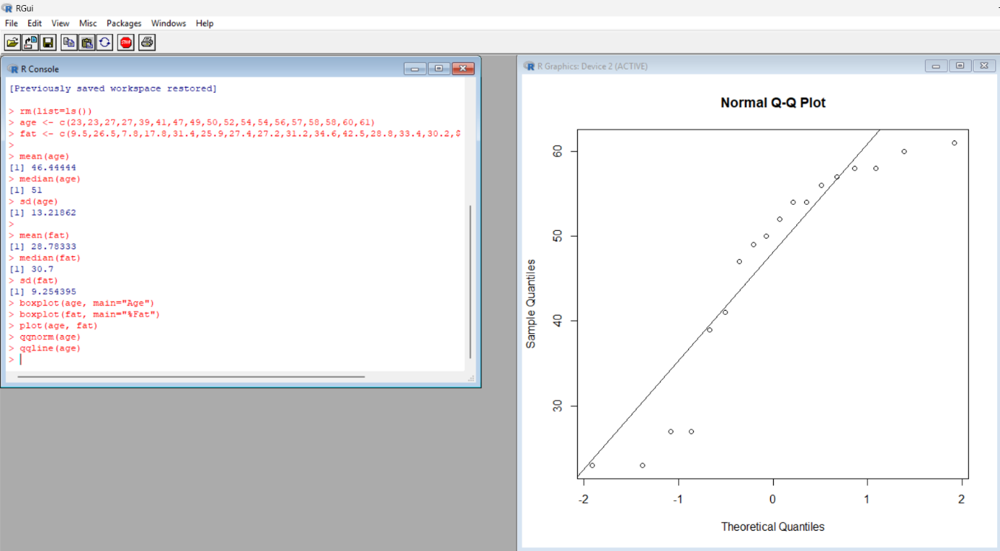 RGui
File Edit View Misc Packages Windows Help
STOP
R Console
[Previously saved workspace restored]
> rm(list=ls())
> age <- c(23,23,27,27,39,41,47,49,50,52,54,54,56,57,58,58,60,61)
> fat <- c(9.5,26.5,7.8,17.8,31.4,25.9,27.4,27.2,31.2,34.6,42.5,28.8,33.4,30.2,$
>
> mean(age)
[1] 46.44444
> median(age)
[1] 51
> sd(age)
[1] 13.21862
>
> mean(fat)
[1] 28.78333
> median(fat)
[1] 30.7
> sd(fat)
[1] 9.254395
> boxplot(age, main="Age")
> boxplot(fat, main="%Fat")
> plot(age, fat)
> qqnorm(age)
> qqline(age)
>
R Graphics: Device 2 (ACTIVE)
Normal Q-Q Plot
Sample Quantiles
60
50
40
30
-2 -1 0 1 2
Theoretical Quantiles